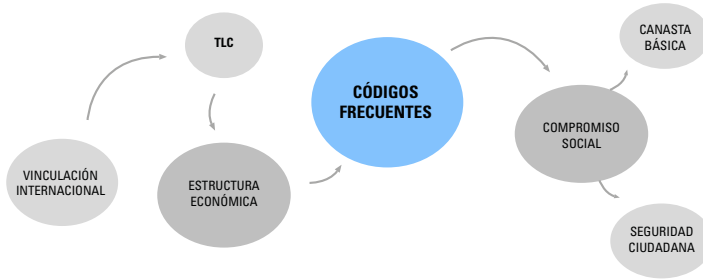 TLC
VINCULACIÓN
INTERNACIONAL
ESTRUCTURA
ECONÓMICA
CÓDIGOS
FRECUENTES
COMPROMISO
SOCIAL
CANASTA
BÁSICA
SEGURIDAD
CIUDADANA